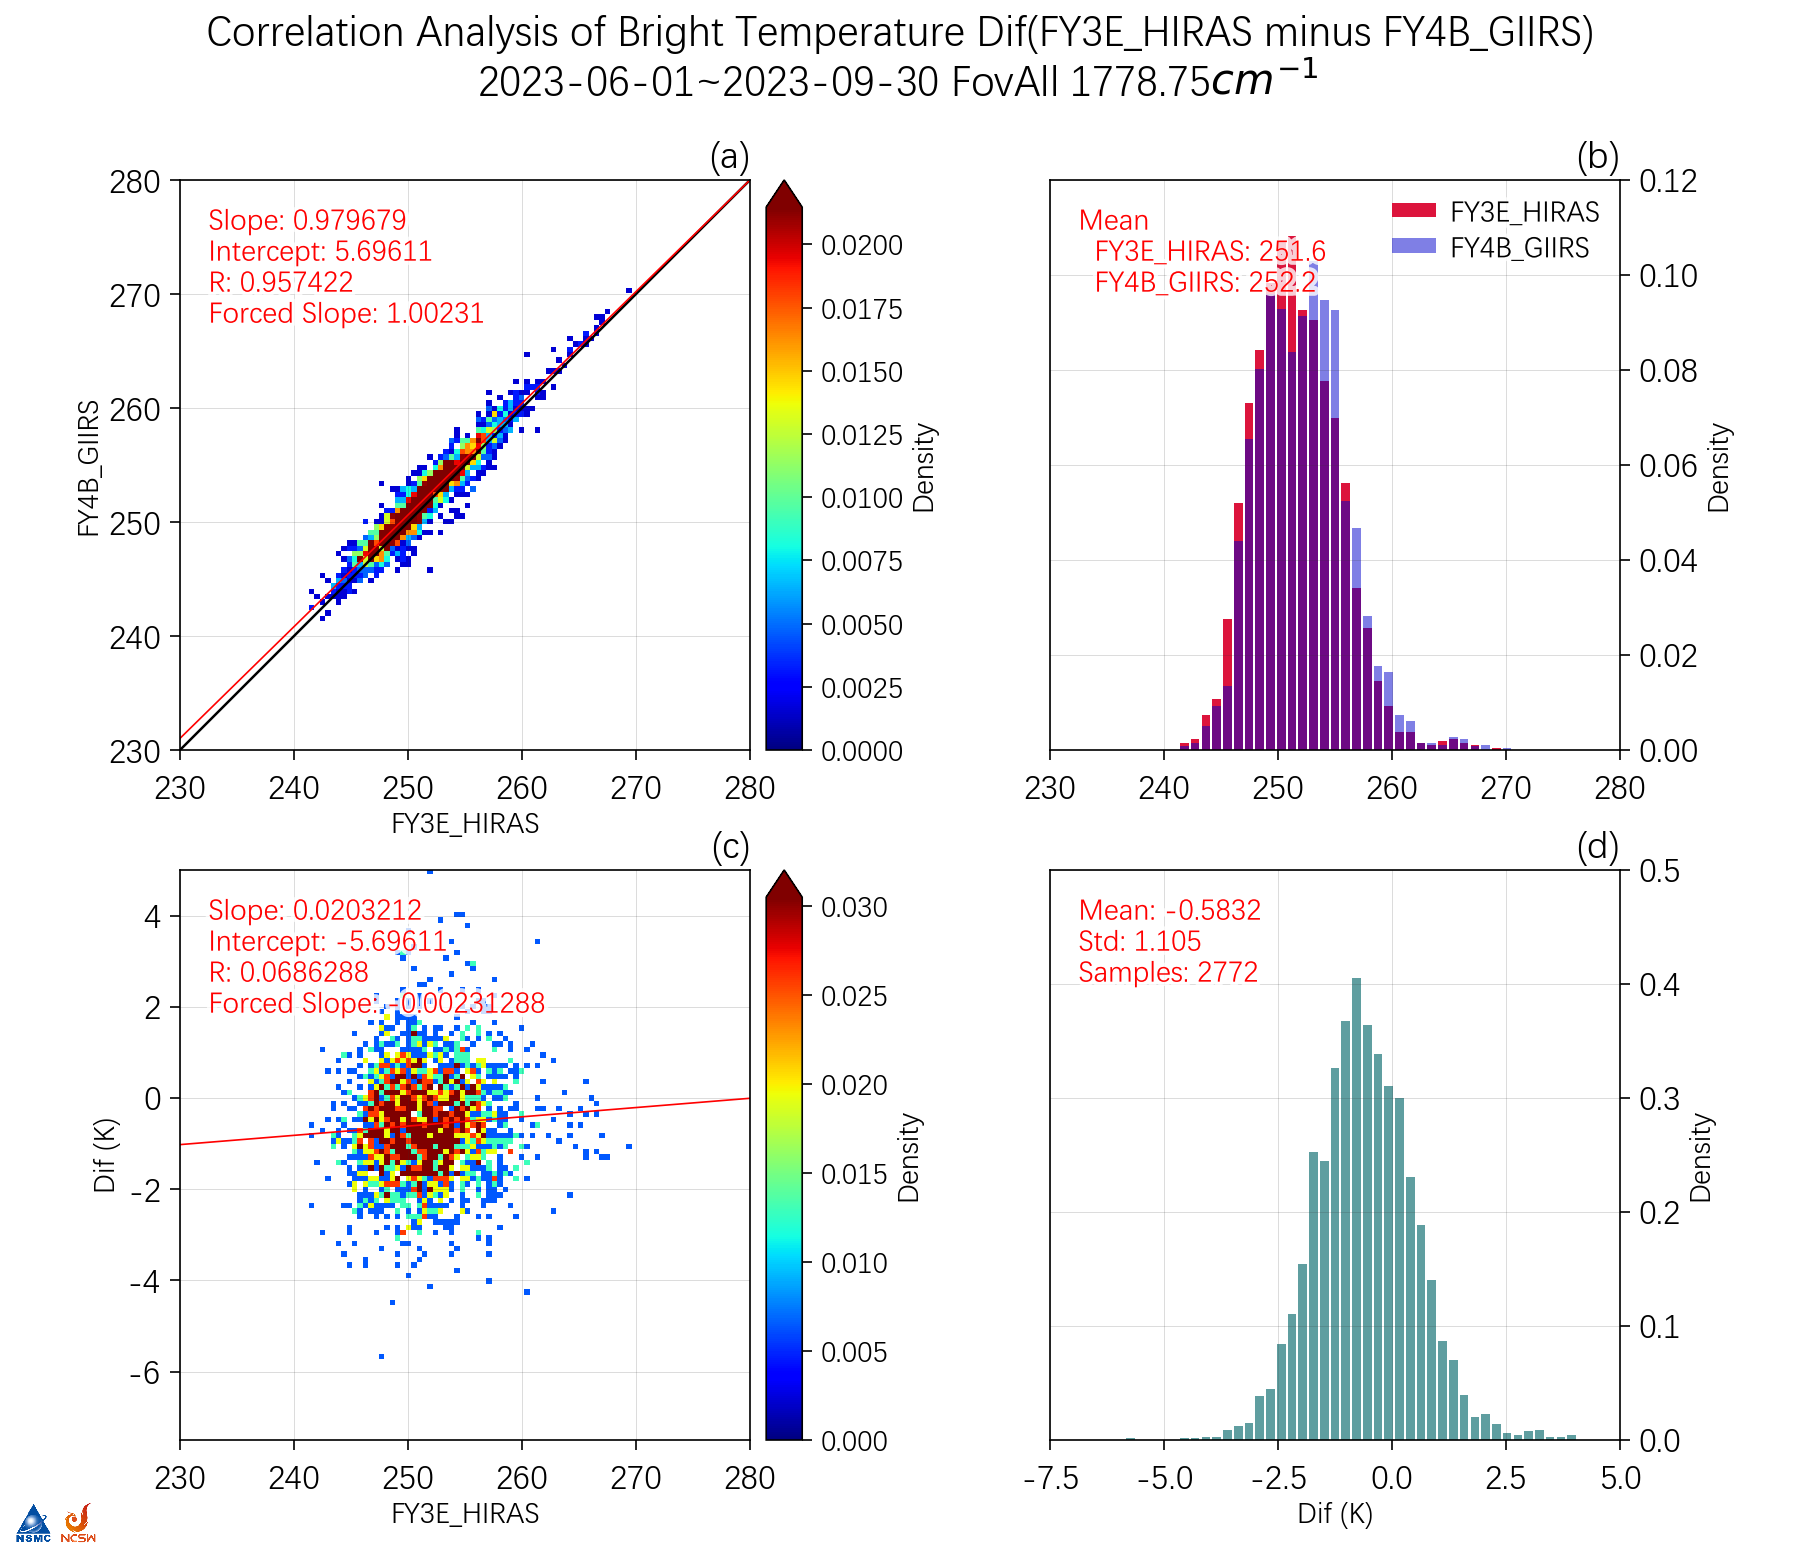 Correlation Analysis of Bright Temperature Dif(FY3E_HIRAS minus FY4B_GIIRS)
2023-06-01~2023-09-30 FovAll 1778.75cm⁻¹
(a)
280
270
260
250
240
230
FY4B_GIIRS
Slope: 0.979679
Intercept: 5.69611
R: 0.957422
Forced Slope: 1.00231
230 240 250 260 270 280
FY3E_HIRAS
0.0200
0.0175
0.0150
0.0125
0.0100
0.0075
0.0050
0.0025
0.0000
Density
(b)
Mean
FY3E_HIRAS: 251.6
FY4B_GIIRS: 252.2
FY3E_HIRAS
FY4B_GIIRS
0.12
0.10
0.08
0.06
0.04
0.02
0.00
Density
230 240 250 260 270 280
(c)
4
2
0
-2
-4
-6
Dif (K)
Slope: 0.0203212
Intercept: -5.69611
R: 0.0686288
Forced Slope: -0.00231288
230 240 250 260 270 280
FY3E_HIRAS
0.030
0.025
0.020
0.015
0.010
0.005
0.000
Density
(d)
Mean: -0.5832
Std: 1.105
Samples: 2772
0.5
0.4
0.3
0.2
0.1
0.0
Density
-7.5 -5.0 -2.5 0.0 2.5 5.0
Dif (K)
NSMC NCSW